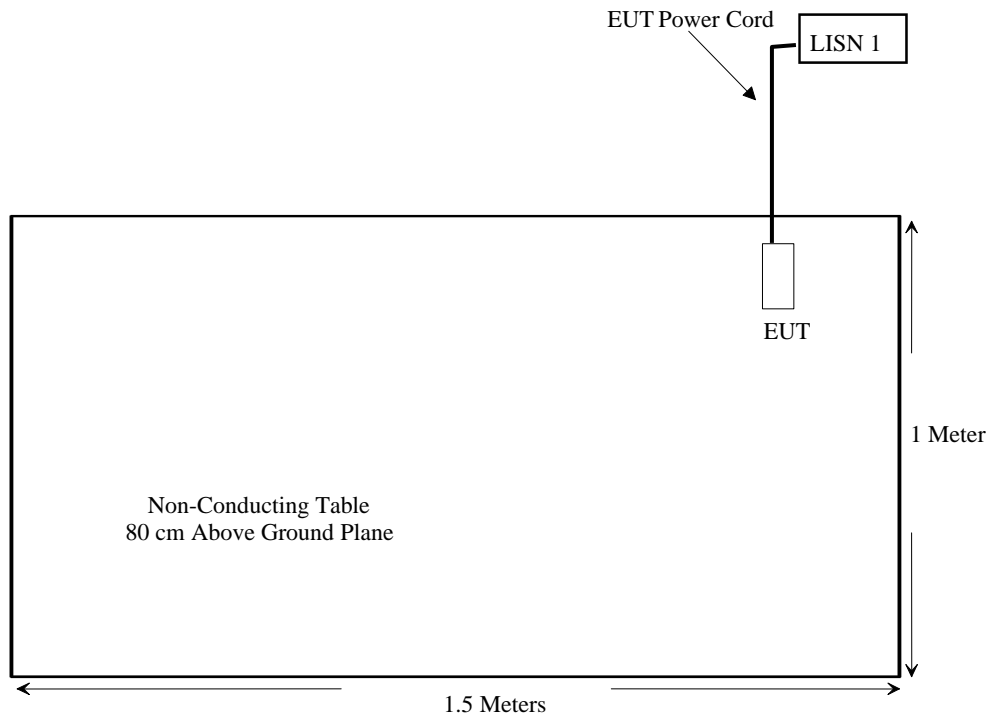 EUT Power Cord
LISN 1
EUT
1 Meter
Non-Conducting Table
80 cm Above Ground Plane
1.5 Meters